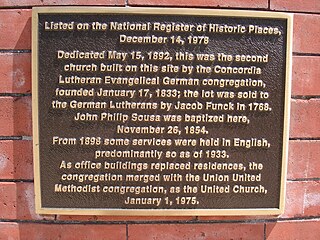 Listed on the National Register of Historic Places,
December 14, 1978
Dedicated May 15, 1892, this was the second
church built on this site by the Concordia
Lutheran Evangelical German congregation,
founded January 17, 1833; the lot was sold to
the German Lutherans by Jacob Funck in 1768.
John Philip Sousa was baptized here,
November 26, 1854.
From 1898 some services were held in English,
predominantly so as of 1933.
As office buildings replaced residences, the
congregation merged with the Union United
Methodist congregation, as the United Church,
January 1, 1975.